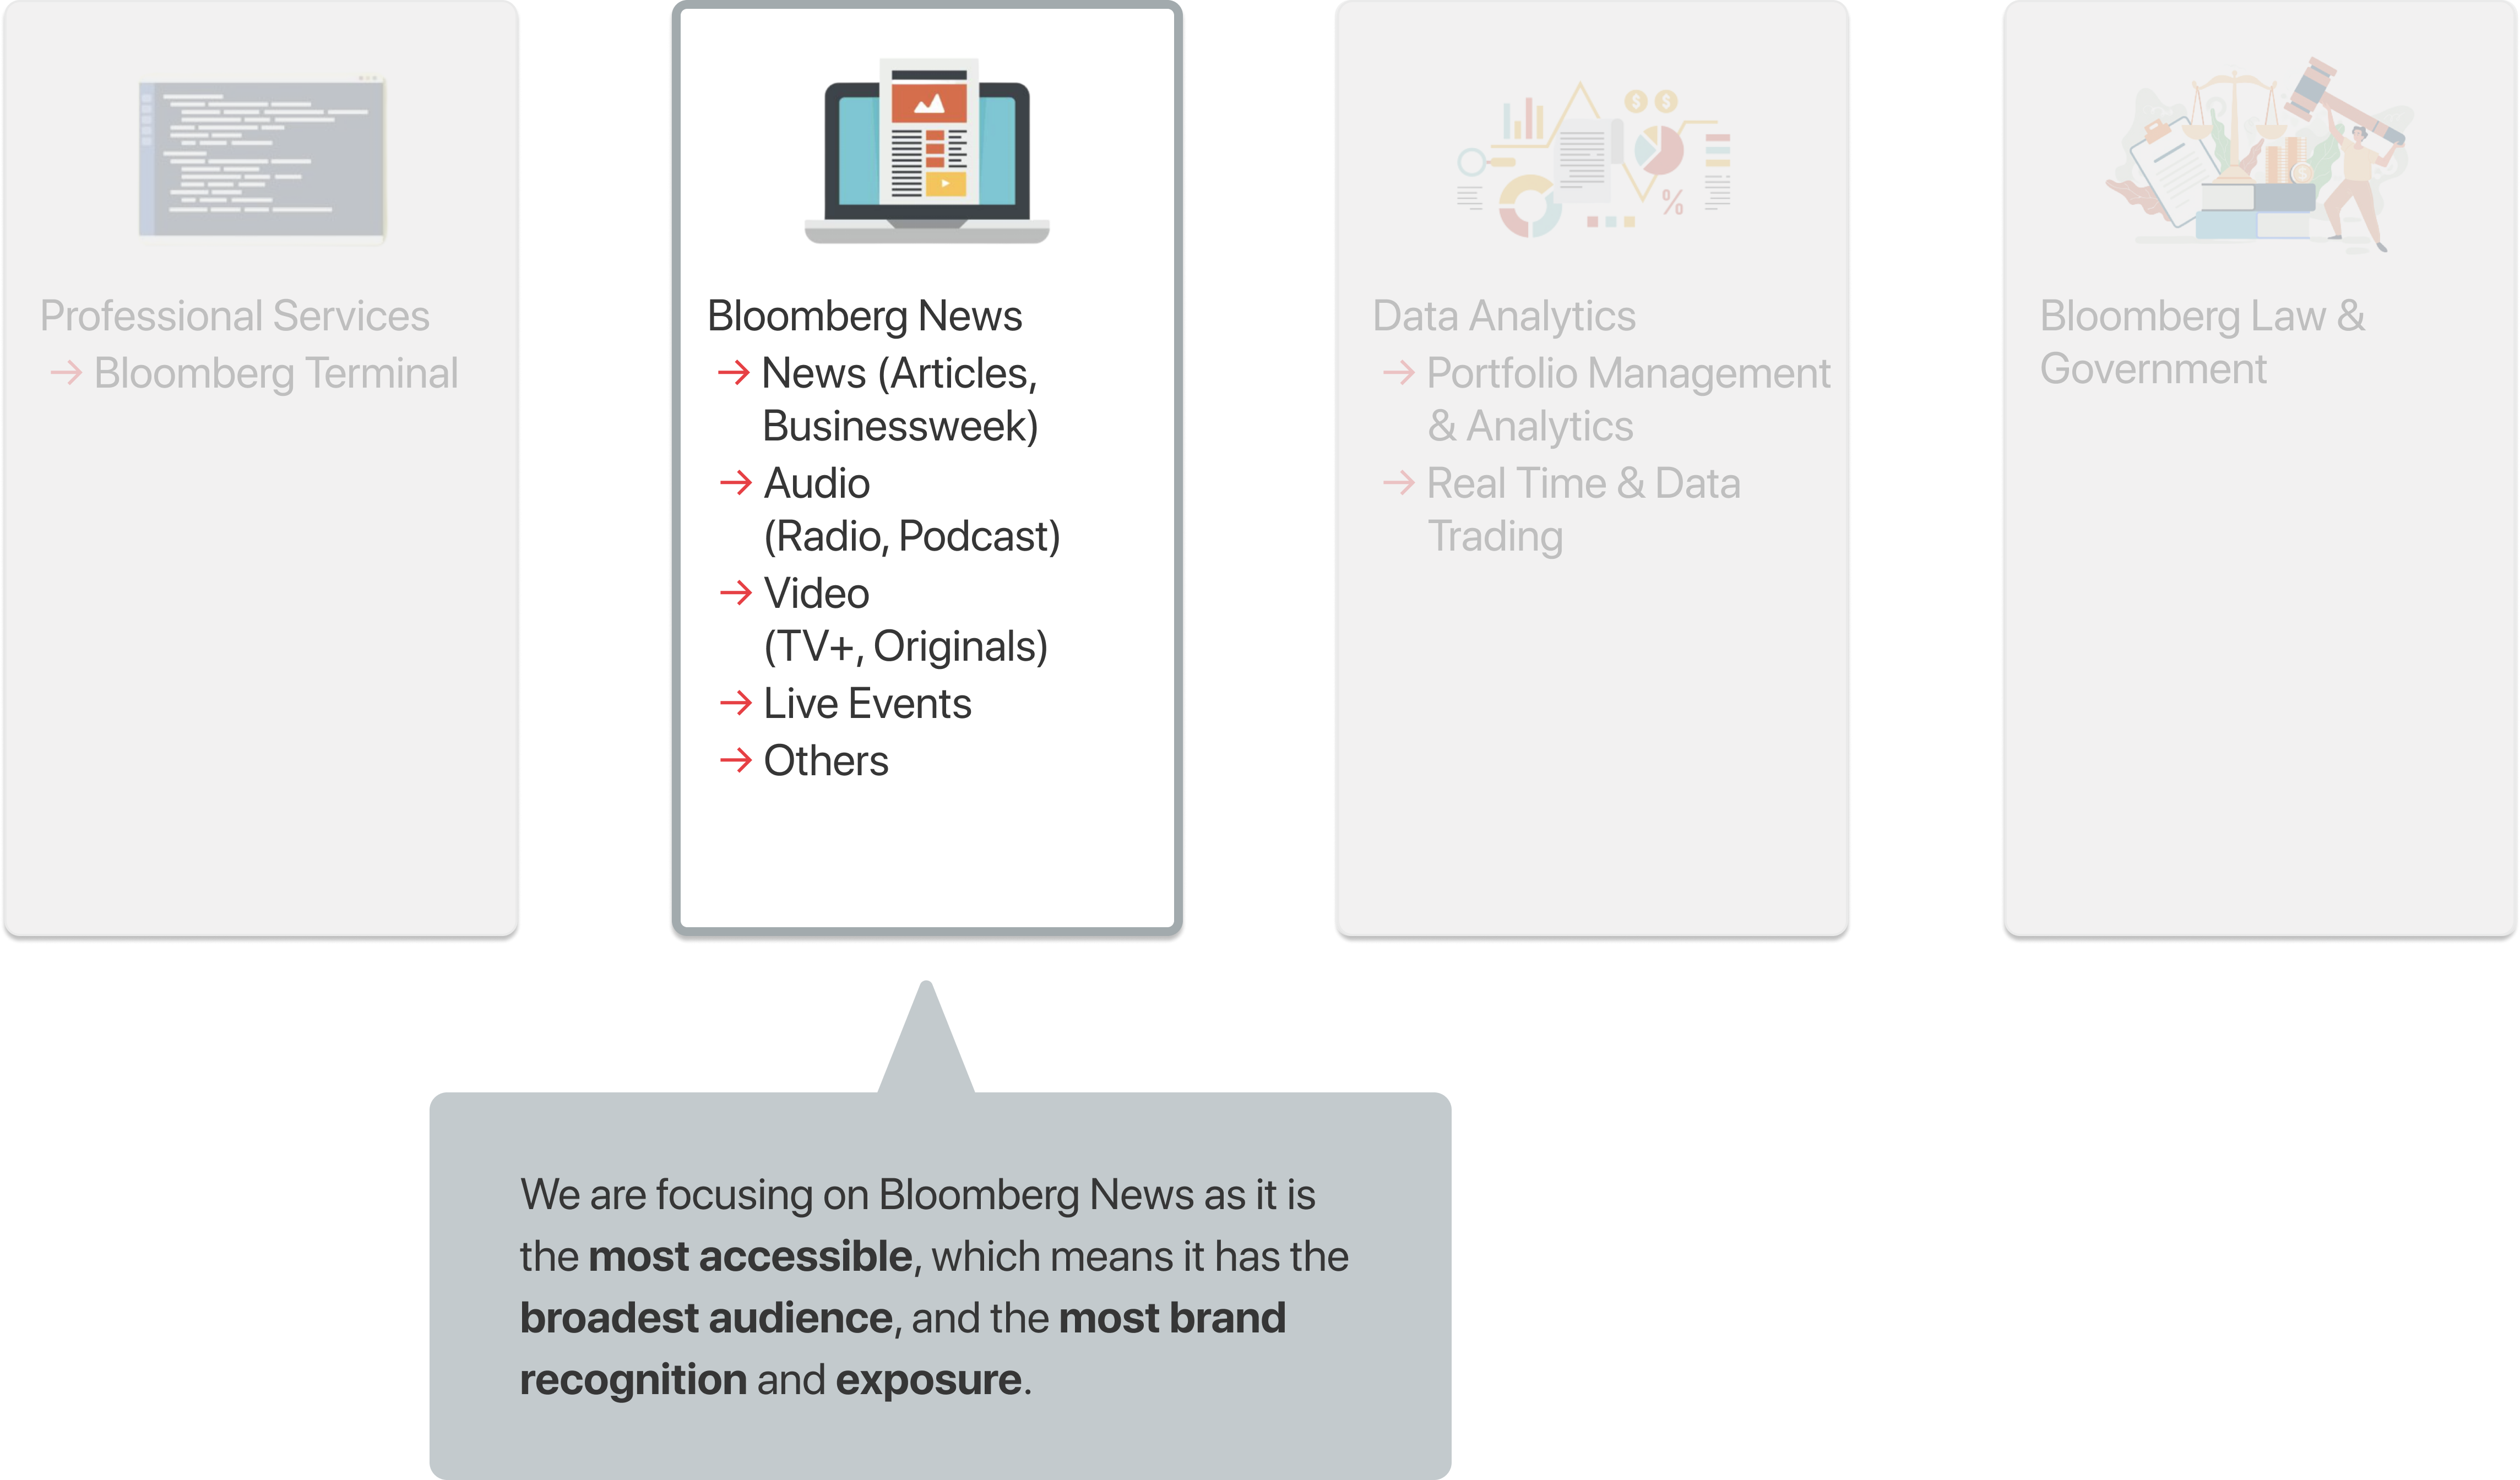 Professional Services
→ Bloomberg Terminal
Bloomberg News
→ News (Articles,
Businessweek)
→ Audio
(Radio, Podcast)
→ Video
(TV+, Originals)
→ Live Events
→ Others
Data Analytics
→ Portfolio Management
& Analytics
→ Real Time & Data
Trading
Bloomberg Law &
Government
We are focusing on Bloomberg News as it is
the most accessible, which means it has the
broadest audience, and the most brand
recognition and exposure.